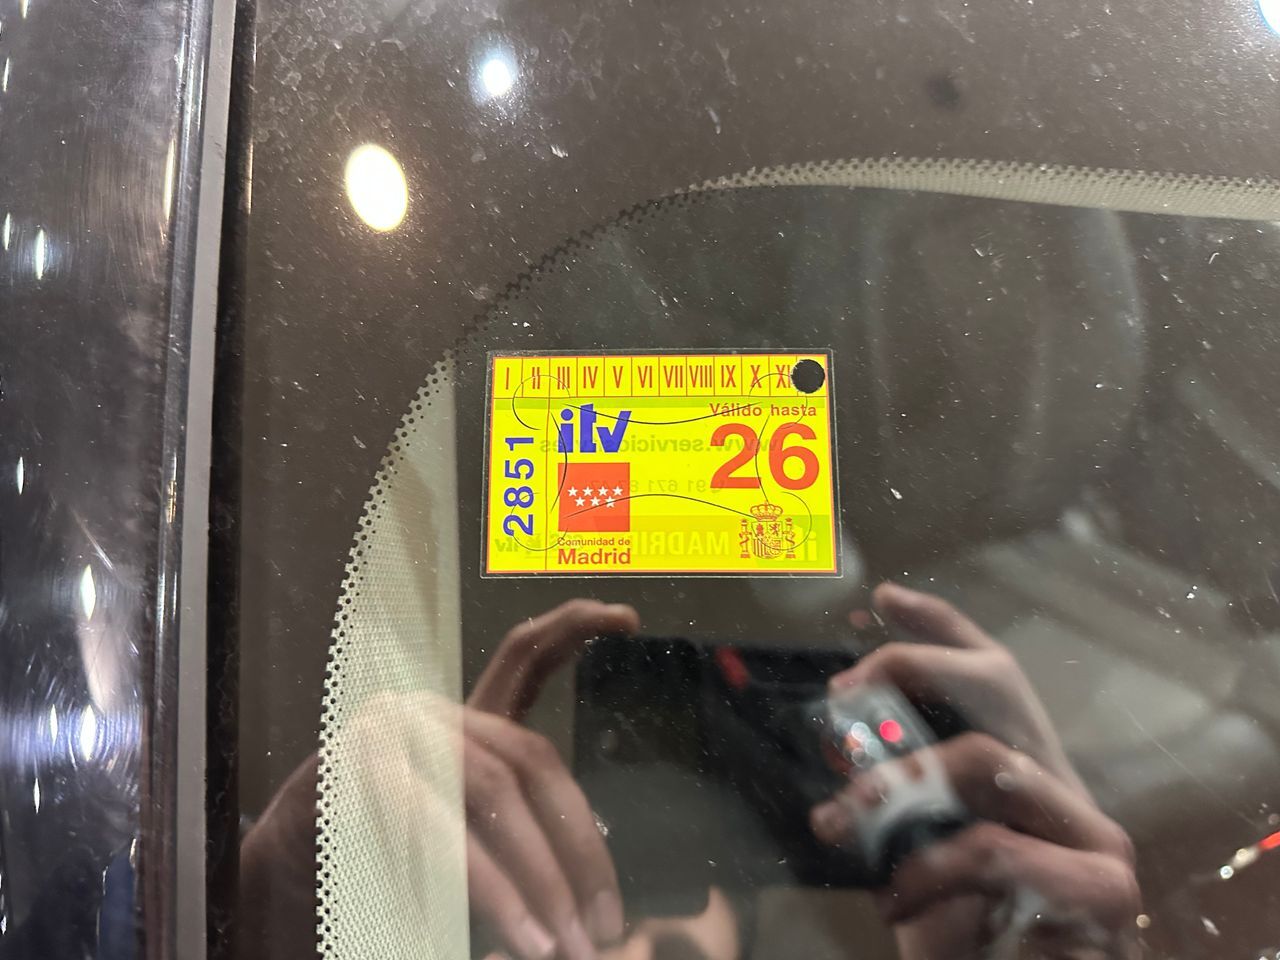 I II III IV V VI VII VIII IX X XI
Válido hasta
itv
26
2851
Comunidad de
Madrid